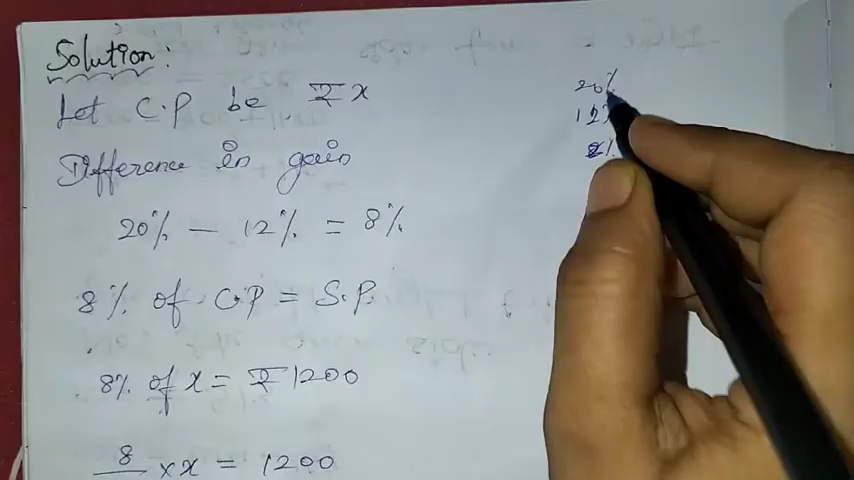 Solution:
Let C.P be ₹ x
Difference in gain
20% - 12% = 8%
8% of C.P = S.P.
8% of x = ₹ 1200
8 × x = 1200
20%
12%
8%